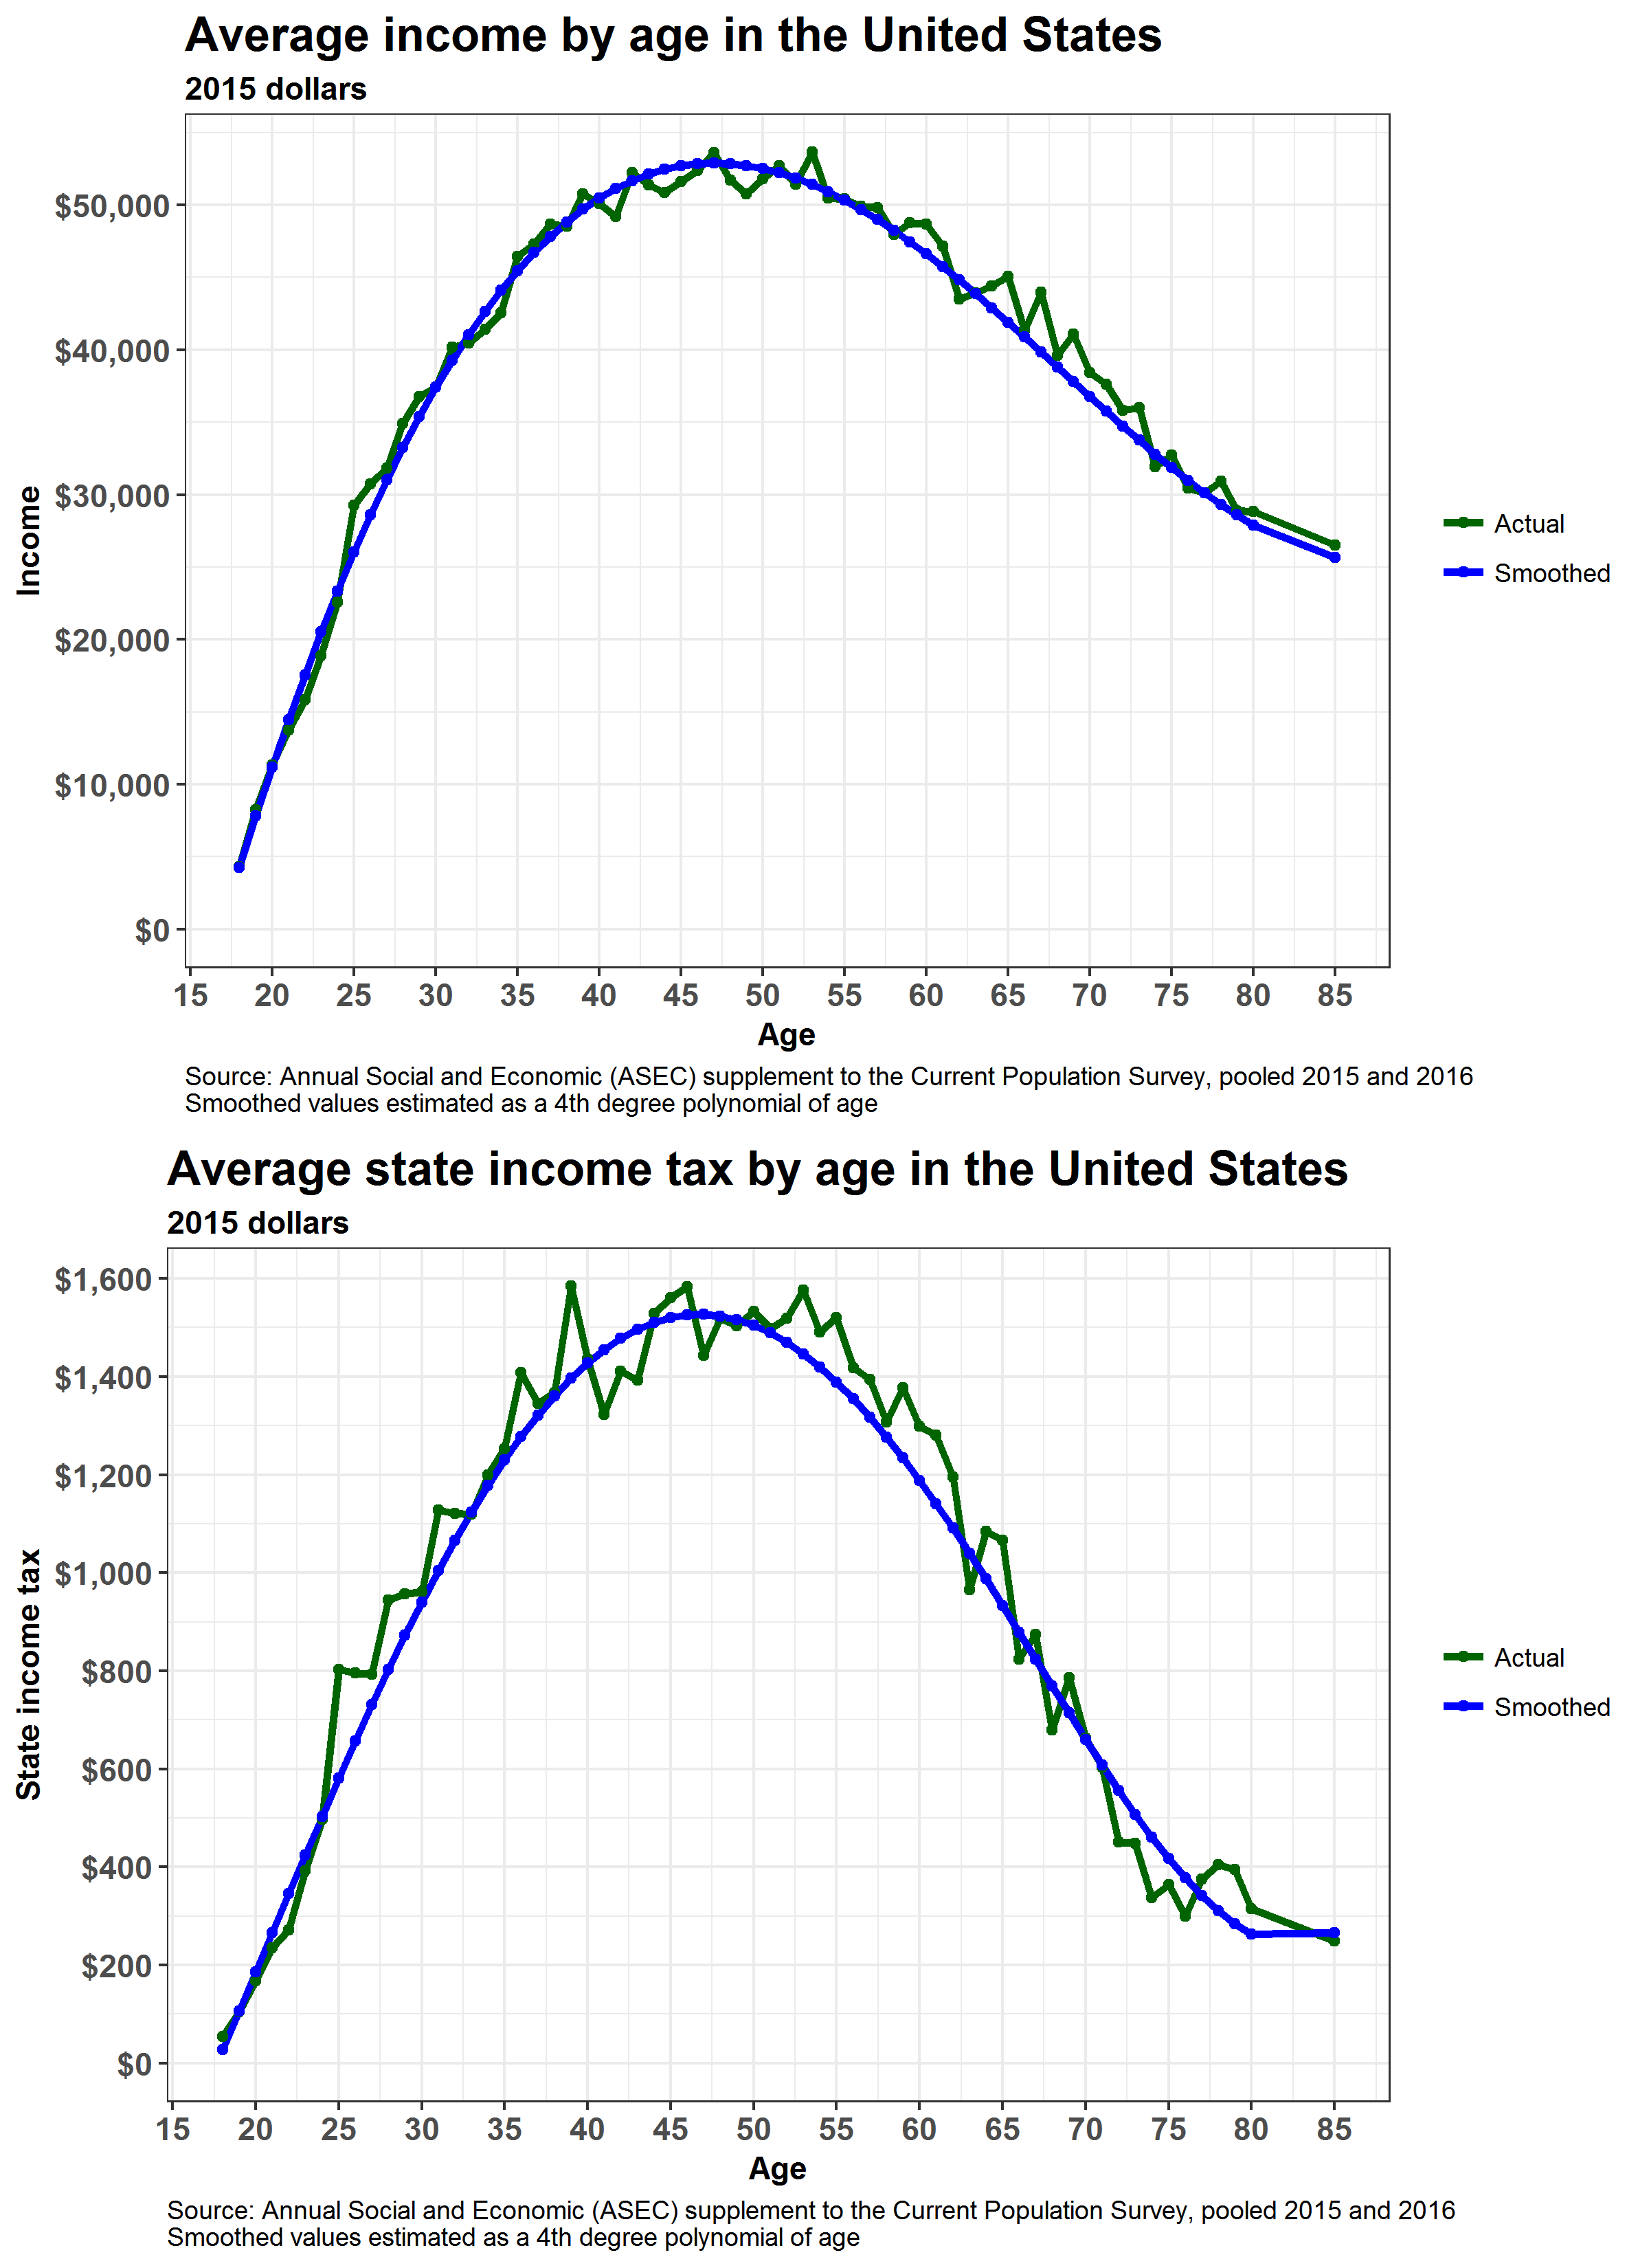 Average income by age in the United States
2015 dollars
$50,000
$40,000
$30,000
$20,000
$10,000
$0
Income
15 20 25 30 35 40 45 50 55 60 65 70 75 80 85
Age
Actual
Smoothed
Source: Annual Social and Economic (ASEC) supplement to the Current Population Survey, pooled 2015 and 2016
Smoothed values estimated as a 4th degree polynomial of age
Average state income tax by age in the United States
2015 dollars
$1,600
$1,400
$1,200
$1,000
$800
$600
$400
$200
$0
State income tax
15 20 25 30 35 40 45 50 55 60 65 70 75 80 85
Age
Actual
Smoothed
Source: Annual Social and Economic (ASEC) supplement to the Current Population Survey, pooled 2015 and 2016
Smoothed values estimated as a 4th degree polynomial of age